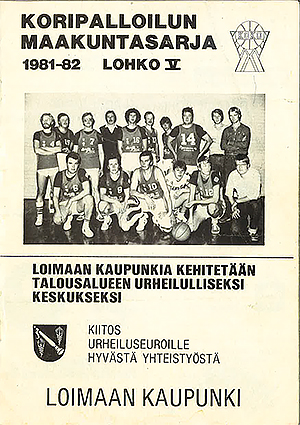 KORIPALLOILUN
MAAKUNTASARJA
1981-82 LOHKO V
LOIMAAN KAUPUNKIA KEHITETÄÄN
TALOUSALUEEN URHEILULLISEKSI
KESKUKSEKSI
KIITOS
URHEILUSEUROILLE
HYVÄSTÄ YHTEISTYÖSTÄ
LOIMAAN KAUPUNKI